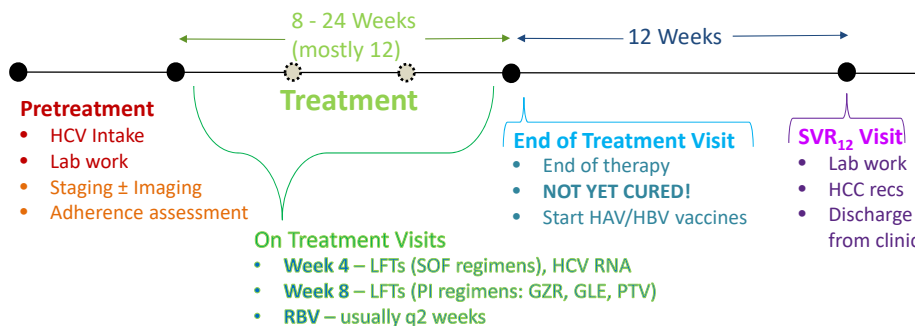 8 - 24 Weeks
(mostly 12)
12 Weeks
Treatment
Pretreatment
• HCV Intake
• Lab work
• Staging ± Imaging
• Adherence assessment
On Treatment Visits
• Week 4 – LFTs (SOF regimens), HCV RNA
• Week 8 – LFTs (PI regimens: GZR, GLE, PTV)
• RBV – usually q2 weeks
End of Treatment Visit
• End of therapy
• NOT YET CURED!
• Start HAV/HBV vaccines
SVR12 Visit
• Lab work
• HCC recs
• Discharge
from clinic